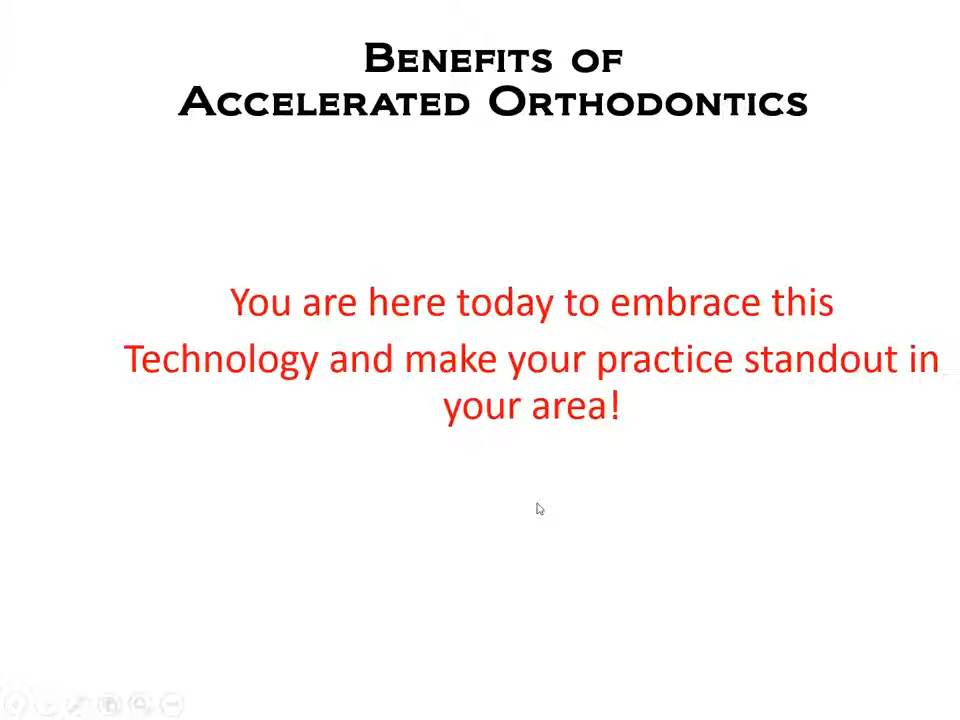 Benefits of
Accelerated Orthodontics
You are here today to embrace this
Technology and make your practice standout in
your area!